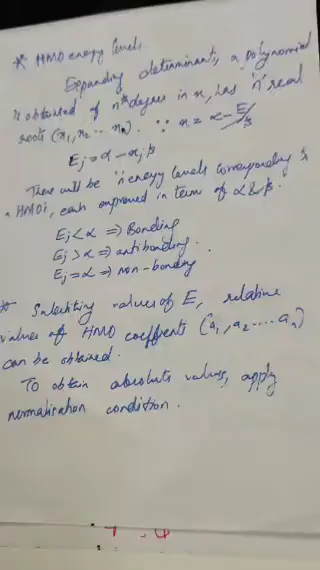 * HMO energy levels.
Expanding determinants, a polynomial
is obtained of nth degree in x, has "n" real
roots (x1, x2 ... xn). ∵ x = α - E/β
Ej = α - xjβ
There will be "n" energy levels corresponding to
n HMOs, each expressed in term of α & β.
Ej < α => Bonding
Ej > α => antibonding.
Ej = α => non-bonding
* Substituting values of E, relative
values of HMO coeffients (a1, a2 .... an)
can be obtained.
To obtain absolute values, apply
normalisation condition.